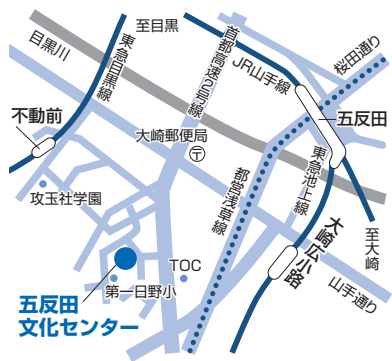 至目黒
目黒川
東急目黒線
首都高速2号線
JR山手線
桜田通り
不動前
大崎郵便局
〒
五反田
都営浅草線
東急池上線
攻玉社学園
大崎広小路
至大崎
TOC
山手通り
第一日野小
五反田
文化センター